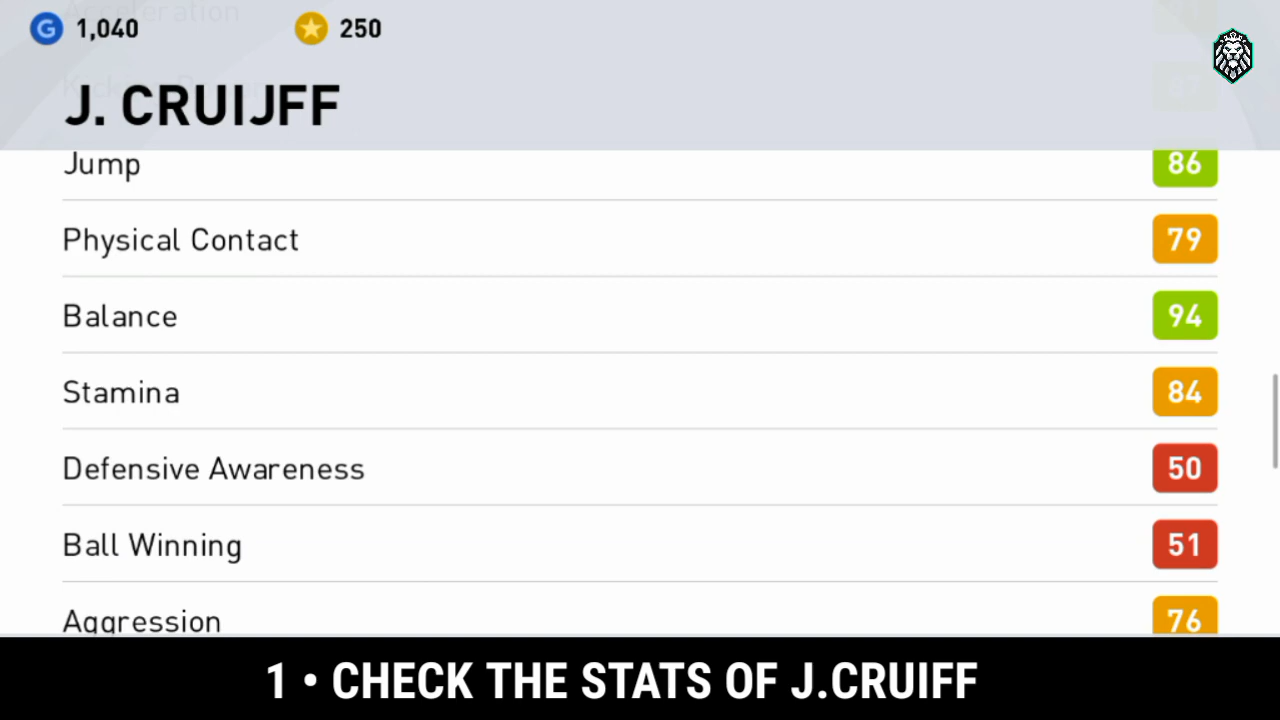 Acceleration
G 1,040 250
J. CRUIJFF
Jump 86
Physical Contact 79
Balance 94
Stamina 84
Defensive Awareness 50
Ball Winning 51
Aggression 76
1 • CHECK THE STATS OF J.CRUIFF